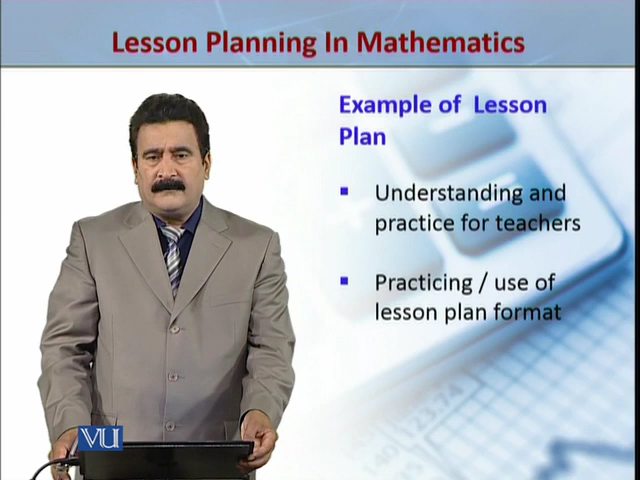 Lesson Planning In Mathematics
Example of Lesson
Plan
Understanding and
practice for teachers
Practicing / use of
lesson plan format
VU